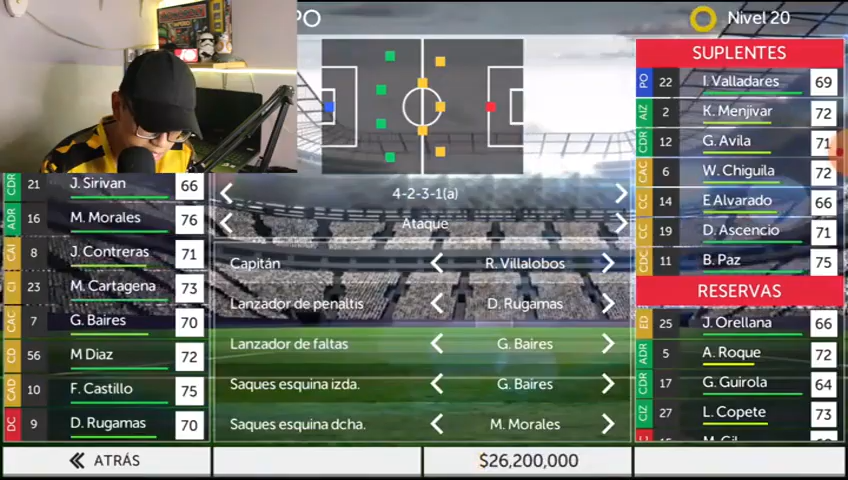 PO
Nivel 20
SUPLENTES
PO 22 I. Valladares 69
AIZ 2 K. Menjivar 72
CDR 12 G. Avila 71
CAC 6 W. Chiguila 72
CC 14 E Alvarado 66
CC 19 D. Ascencio 71
CDC 11 B. Paz 75
RESERVAS
ED 25 J. Orellana 66
ADR 5 A. Roque 72
CDR 17 G. Guirola 64
CIZ 27 L. Copete 73
CDR 21 J. Sirivan 66
ADR 16 M. Morales 76
CAI 8 J. Contreras 71
CI 23 M. Cartagena 73
CAC 7 G. Baires 70
CD 56 M Diaz 72
CAD 10 F. Castillo 75
DC 9 D. Rugamas 70
4-2-3-1(a)
Ataque
Capitán R. Villalobos
Lanzador de penaltis D. Rugamas
Lanzador de faltas G. Baires
Saques esquina izda. G. Baires
Saques esquina dcha. M. Morales
ATRÁS
$26,200,000